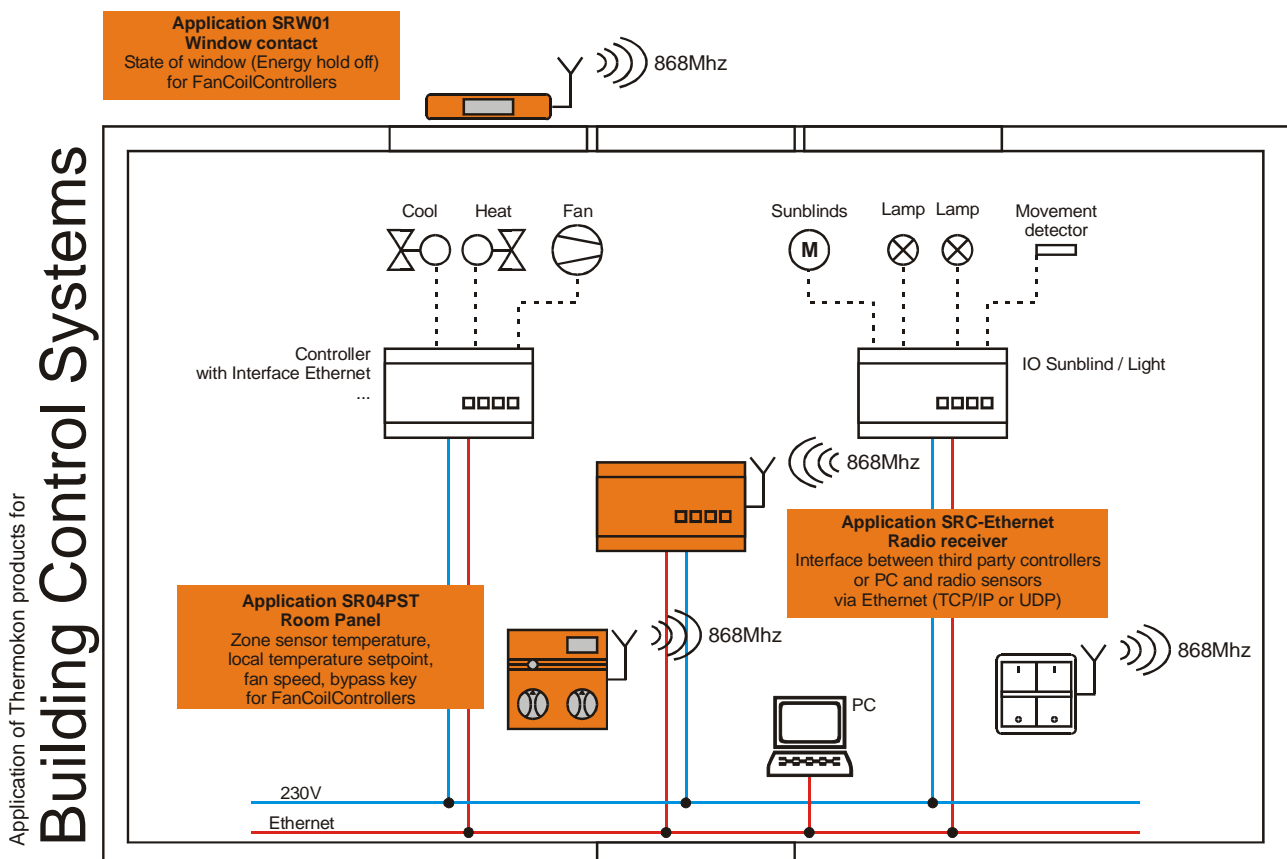 Application of Thermokon products for
Building Control Systems
Application SRW01
Window contact
State of window (Energy hold off)
for FanCoilControllers
868Mhz
Cool
Heat
Fan
Sunblinds
Lamp
Lamp
Movement
detector
M
Controller
with Interface Ethernet
...
IO Sunblind / Light
868Mhz
Application SRC-Ethernet
Radio receiver
Interface between third party controllers
or PC and radio sensors
via Ethernet (TCP/IP or UDP)
Application SR04PST
Room Panel
Zone sensor temperature,
local temperature setpoint,
fan speed, bypass key
for FanCoilControllers
868Mhz
868Mhz
PC
230V
Ethernet